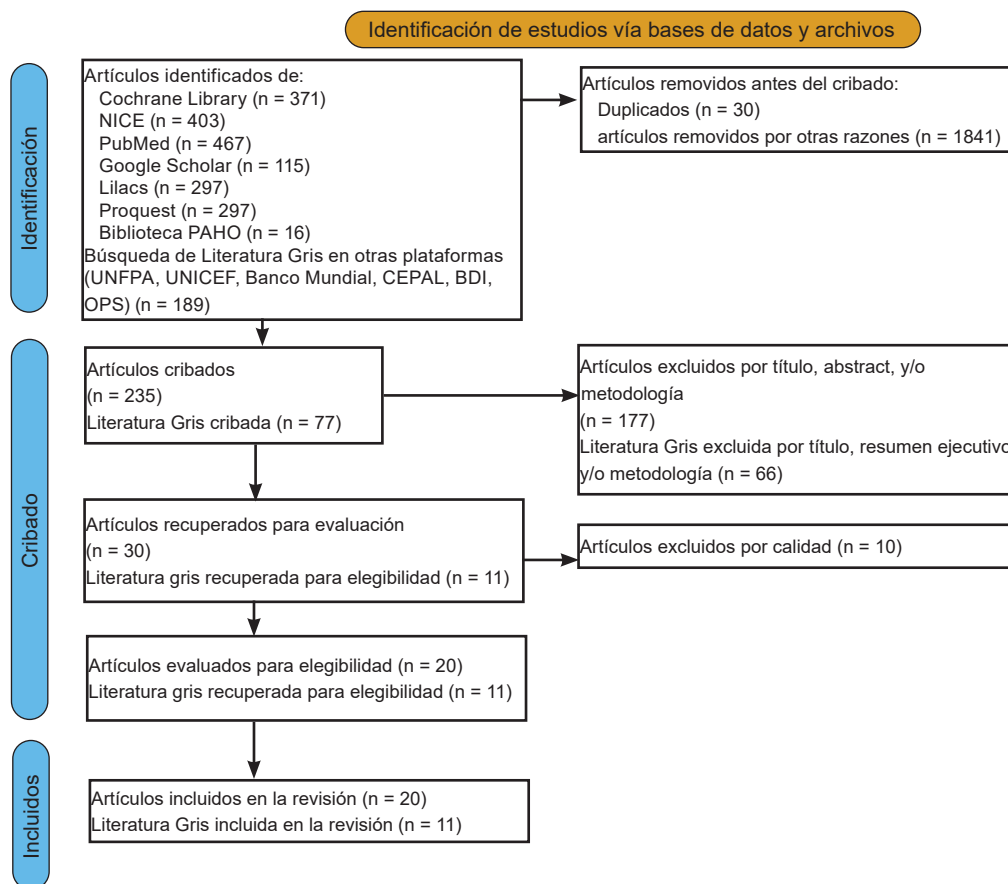 Identificación de estudios vía bases de datos y archivos
Identificación
Artículos identificados de:
Cochrane Library (n = 371)
NICE (n = 403)
PubMed (n = 467)
Google Scholar (n = 115)
Lilacs (n = 297)
Proquest (n = 297)
Biblioteca PAHO (n = 16)
Búsqueda de Literatura Gris en otras plataformas
(UNFPA, UNICEF, Banco Mundial, CEPAL, BDI,
OPS) (n = 189)
Artículos removidos antes del cribado:
Duplicados (n = 30)
artículos removidos por otras razones (n = 1841)
Cribado
Artículos cribados
(n = 235)
Literatura Gris cribada (n = 77)
Artículos excluidos por título, abstract, y/o
metodología
(n = 177)
Literatura Gris excluida por título, resumen ejecutivo
y/o metodología (n = 66)
Artículos recuperados para evaluación
(n = 30)
Literatura gris recuperada para elegibilidad (n = 11)
Artículos excluidos por calidad (n = 10)
Artículos evaluados para elegibilidad (n = 20)
Literatura gris recuperada para elegibilidad (n = 11)
Incluidos
Artículos incluidos en la revisión (n = 20)
Literatura Gris incluida en la revisión (n = 11)